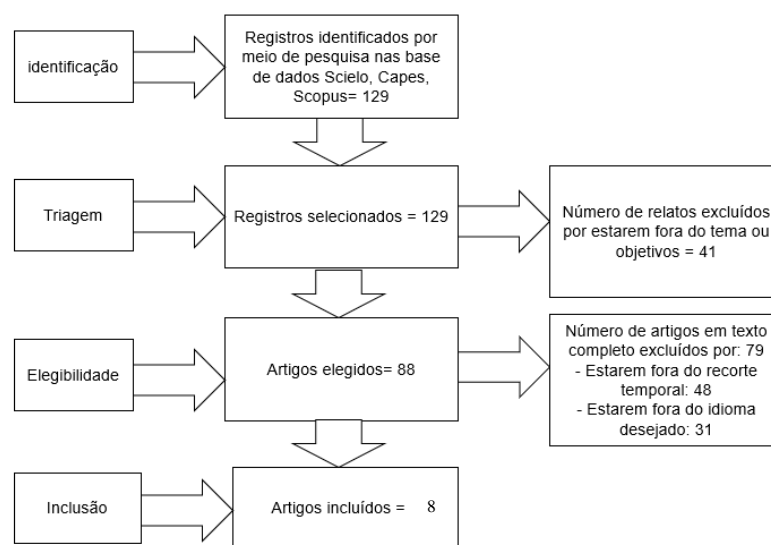 identificação
Registros identificados por
meio de pesquisa nas base
de dados Scielo, Capes,
Scopus= 129
Triagem
Registros selecionados = 129
Número de relatos excluídos
por estarem fora do tema ou
objetivos = 41
Elegibilidade
Artigos elegidos= 88
Número de artigos em texto
completo excluídos por: 79
- Estarem fora do recorte
temporal: 48
- Estarem fora do idioma
desejado: 31
Inclusão
Artigos incluídos = 8